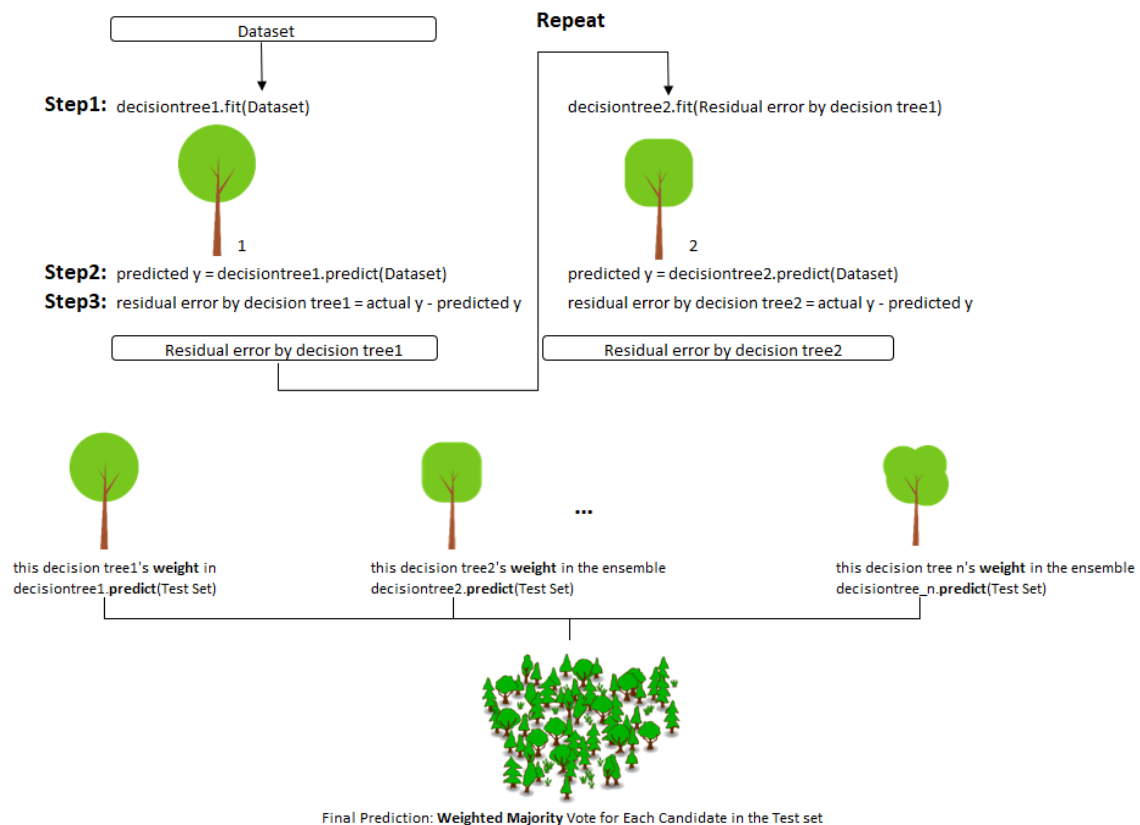 Repeat
Dataset
Step1: decisiontree1.fit(Dataset)
decisiontree2.fit(Residual error by decision tree1)
1
2
Step2: predicted y = decisiontree1.predict(Dataset)
predicted y = decisiontree2.predict(Dataset)
Step3: residual error by decision tree1 = actual y - predicted y
residual error by decision tree2 = actual y - predicted y
Residual error by decision tree1
Residual error by decision tree2
...
this decision tree1's weight in
decisiontree1.predict(Test Set)
this decision tree2's weight in the ensemble
decisiontree2.predict(Test Set)
this decision tree n's weight in the ensemble
decisiontree_n.predict(Test Set)
Final Prediction: Weighted Majority Vote for Each Candidate in the Test set